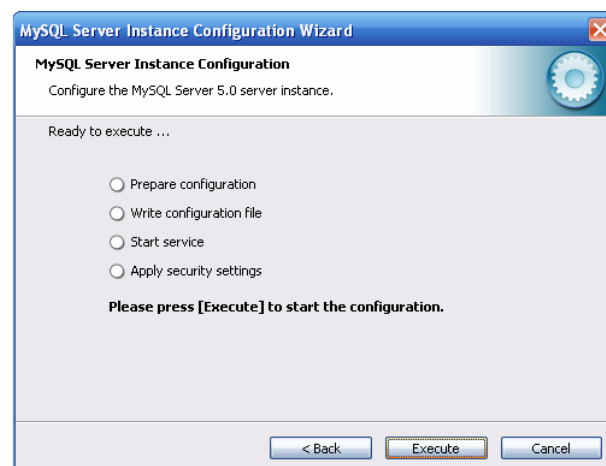 MySQL Server Instance Configuration Wizard
MySQL Server Instance Configuration
Configure the MySQL Server 5.0 server instance.
Ready to execute ...
Prepare configuration
Write configuration file
Start service
Apply security settings
Please press [Execute] to start the configuration.
< Back Execute Cancel